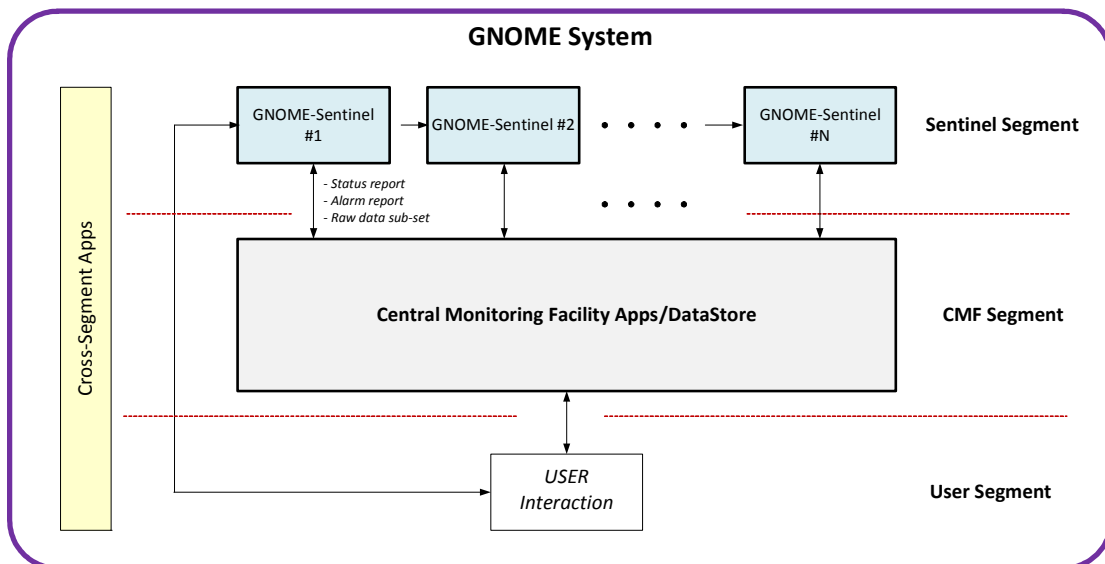 GNOME System
GNOME-Sentinel
#1
GNOME-Sentinel #2
GNOME-Sentinel
#N
Sentinel Segment
- Status report
- Alarm report
- Raw data sub-set
Cross-Segment Apps
Central Monitoring Facility Apps/DataStore
CMF Segment
USER
Interaction
User Segment